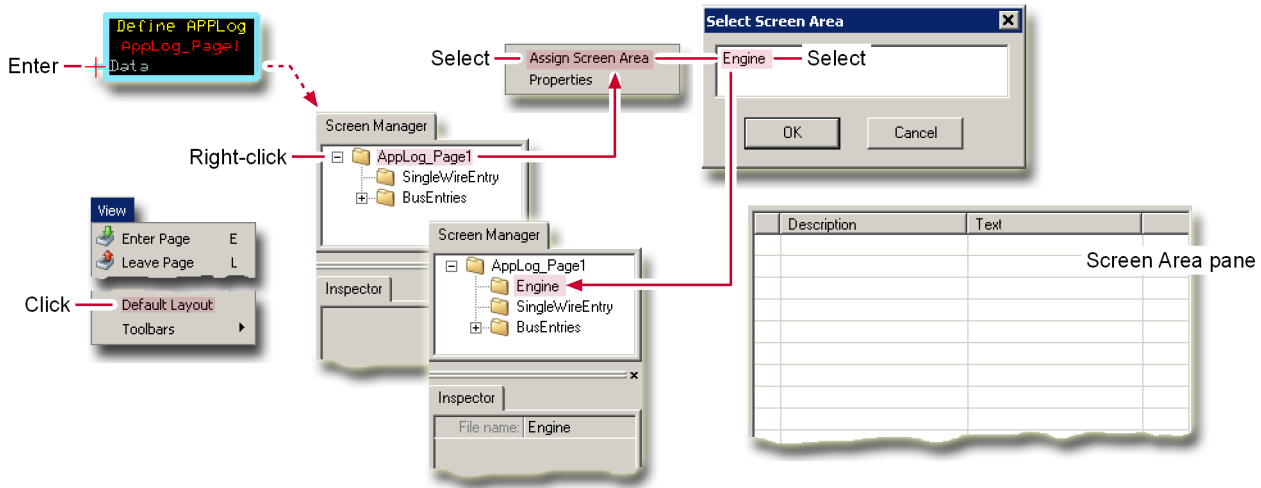 Define APPLog
AppLog_Page1
Data
Enter
Select
Assign Screen Area
Properties
Select Screen Area
Engine
Select
OK
Cancel
Screen Manager
Right-click
AppLog_Page1
SingleWireEntry
BusEntries
Inspector
View
Enter Page E
Leave Page L
Click
Default Layout
Toolbars
Screen Manager
AppLog_Page1
Engine
SingleWireEntry
BusEntries
Inspector
File name: Engine
Description Text
Screen Area pane